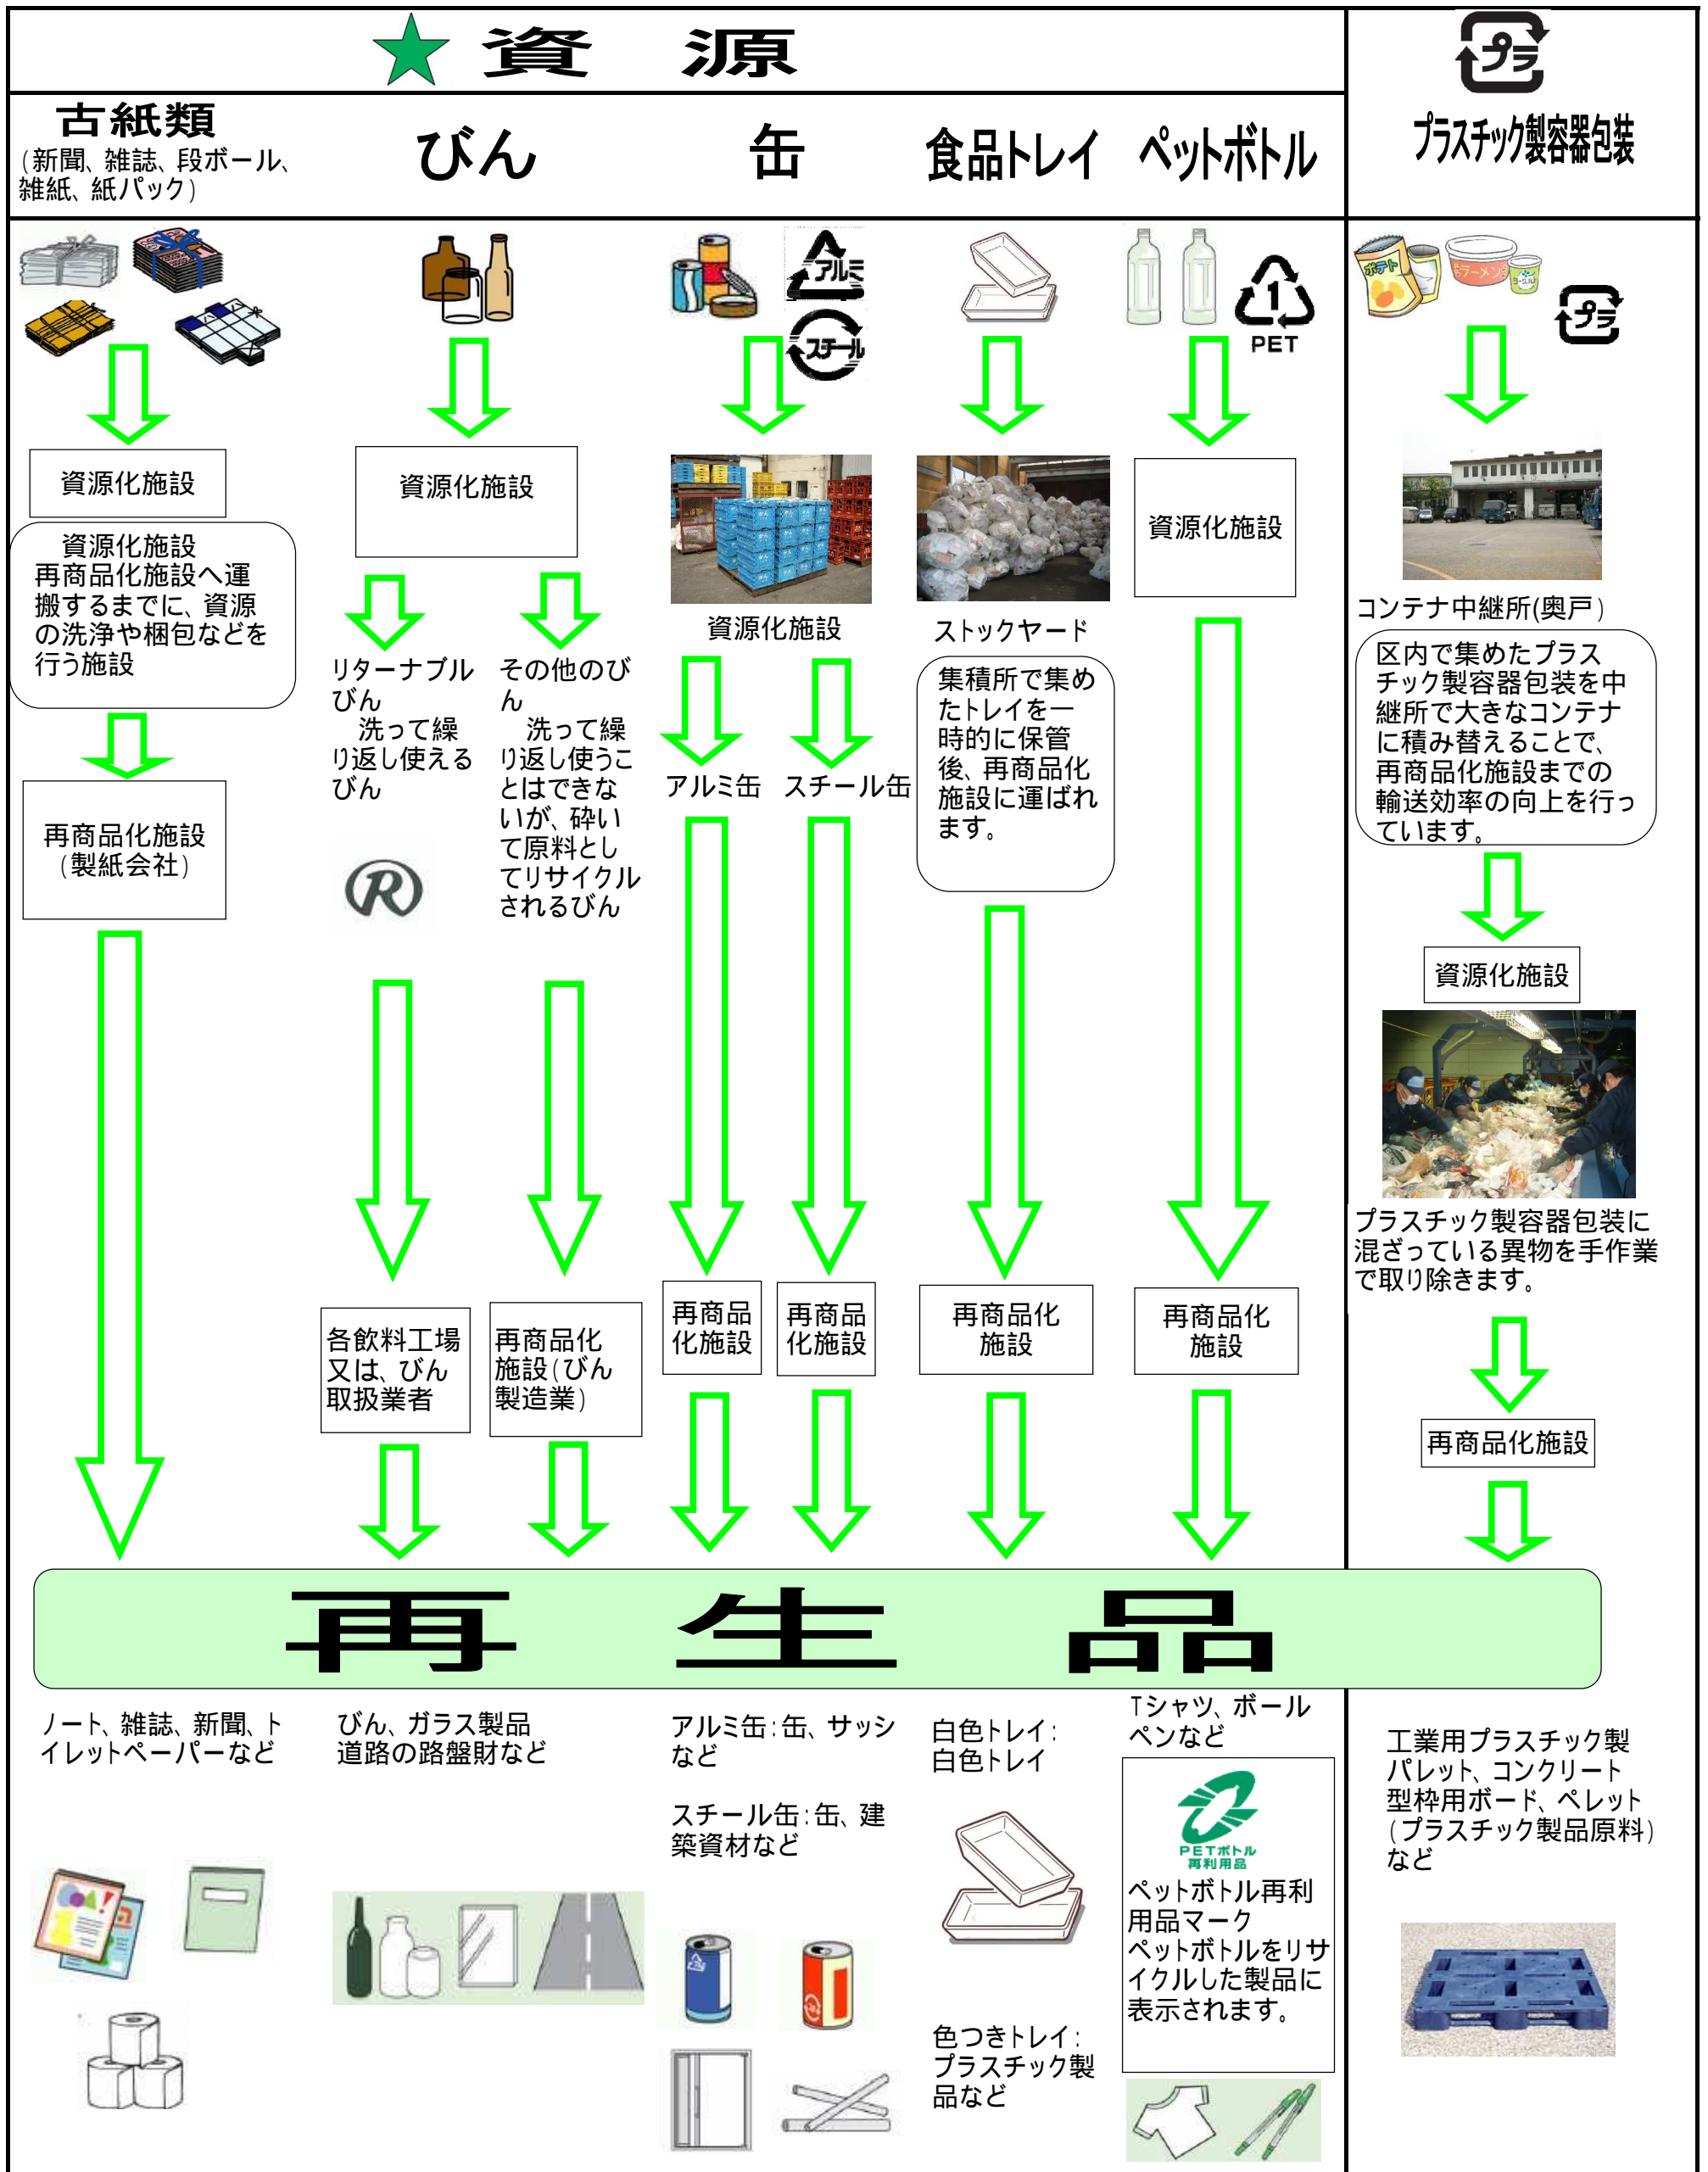 資 源
プラ
プラスチック製容器包装
古紙類
(新聞、雑誌、段ボール、
雑紙、紙パック)
びん
缶
食品トレイ
ペットボトル
アルミ
スチール
1
PET
ポテト
ラーメン
プラ
資源化施設
資源化施設
再商品化施設へ運
搬するまでに、資源
の洗浄や梱包などを
行う施設
再商品化施設
(製紙会社)
資源化施設
リターナブル
びん
洗って繰
り返し使える
びん
R
その他のび
ん
洗って繰
り返し使うこ
とはできな
いが、砕い
て原料とし
てリサイクル
されるびん
各飲料工場
又は、びん
取扱業者
再商品化
施設(びん
製造業)
資源化施設
アルミ缶
スチール缶
再商品
化施設
再商品
化施設
ストックヤード
集積所で集め
たトレイを一
時的に保管
後、再商品化
施設に運ばれ
ます。
再商品化
施設
資源化施設
再商品化
施設
コンテナ中継所(奥戸)
区内で集めたプラス
チック製容器包装を中
継所で大きなコンテナ
に積み替えることで、
再商品化施設までの
輸送効率の向上を行っ
ています。
資源化施設
プラスチック製容器包装に
混ざっている異物を手作業
で取り除きます。
再商品化施設
再 生 品
ノート、雑誌、新聞、ト
イレットペーパーなど
びん、ガラス製品
道路の路盤財など
アルミ缶:缶、サッシ
など
スチール缶:缶、建
築資材など
白色トレイ:
白色トレイ
色つきトレイ:
プラスチック製
品など
Tシャツ、ボール
ペンなど
PETボトル
再利用品
ペットボトル再利
用品マーク
ペットボトルをリサ
イクルした製品に
表示されます。
工業用プラスチック製
パレット、コンクリート
型枠用ボード、ペレット
(プラスチック製品原料)
など